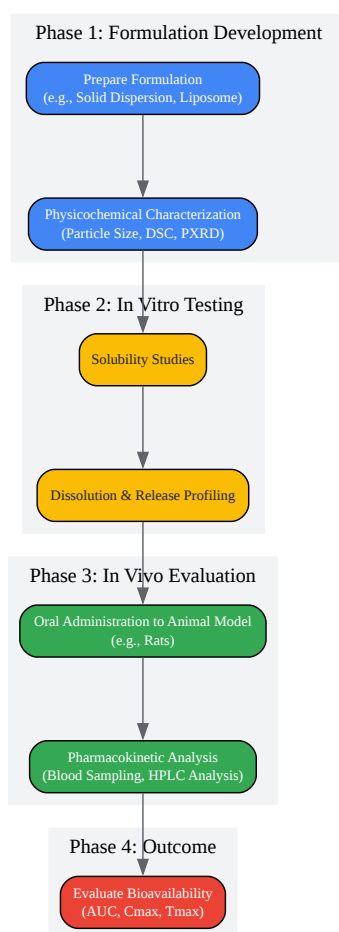 Phase 1: Formulation Development
Prepare Formulation
(e.g., Solid Dispersion, Liposome)
Physicochemical Characterization
(Particle Size, DSC, PXRD)
Phase 2: In Vitro Testing
Solubility Studies
Dissolution & Release Profiling
Phase 3: In Vivo Evaluation
Oral Administration to Animal Model
(e.g., Rats)
Pharmacokinetic Analysis
(Blood Sampling, HPLC Analysis)
Phase 4: Outcome
Evaluate Bioavailability
(AUC, Cmax, Tmax)